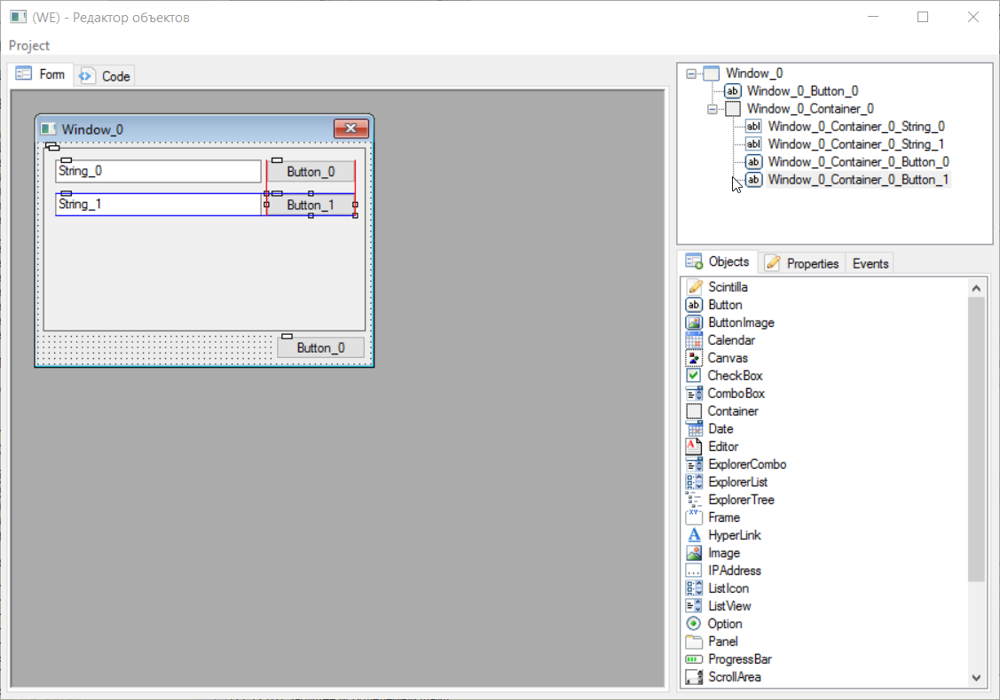 (WE) - Редактор объектов
Project
Form
Code
Window_0
String_0
Button_0
String_1
Button_1
Button_0
Window_0
Window_0_Button_0
Window_0_Container_0
Window_0_Container_0_String_0
Window_0_Container_0_String_1
Window_0_Container_0_Button_0
Window_0_Container_0_Button_1
Objects
Properties
Events
Scintilla
Button
ButtonImage
Calendar
Canvas
CheckBox
ComboBox
Container
Date
Editor
ExplorerCombo
ExplorerList
ExplorerTree
Frame
HyperLink
Image
IPAddress
ListIcon
ListView
Option
Panel
ProgressBar
ScrollArea